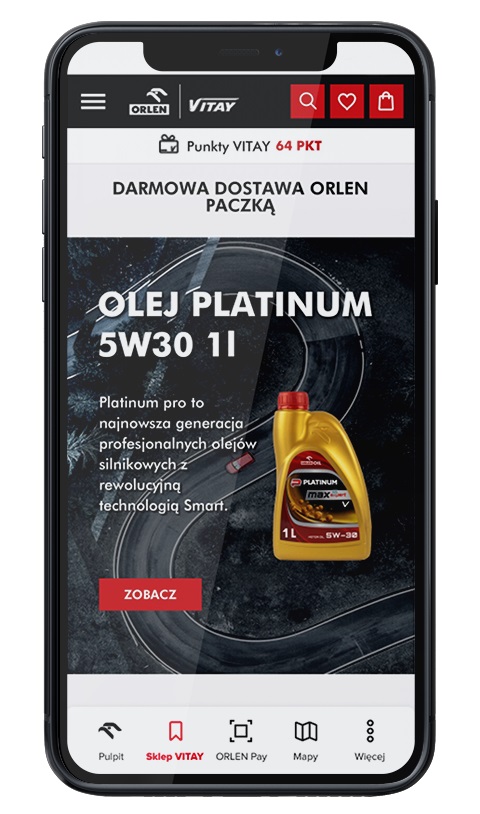 ORLEN VITAY
Punkty VITAY 64 PKT
DARMOWA DOSTAWA ORLEN
PACZKĄ
OLEJ PLATINUM
5W30 1l
Platinum pro to
najnowsza generacja
profesjonalnych olejów
silnikowych z
rewolucyjną
technologią Smart.
PLATINUM
max expert
V
1 L 5W-30
ZOBACZ
Pulpit Sklep VITAY ORLEN Pay Mapy Więcej